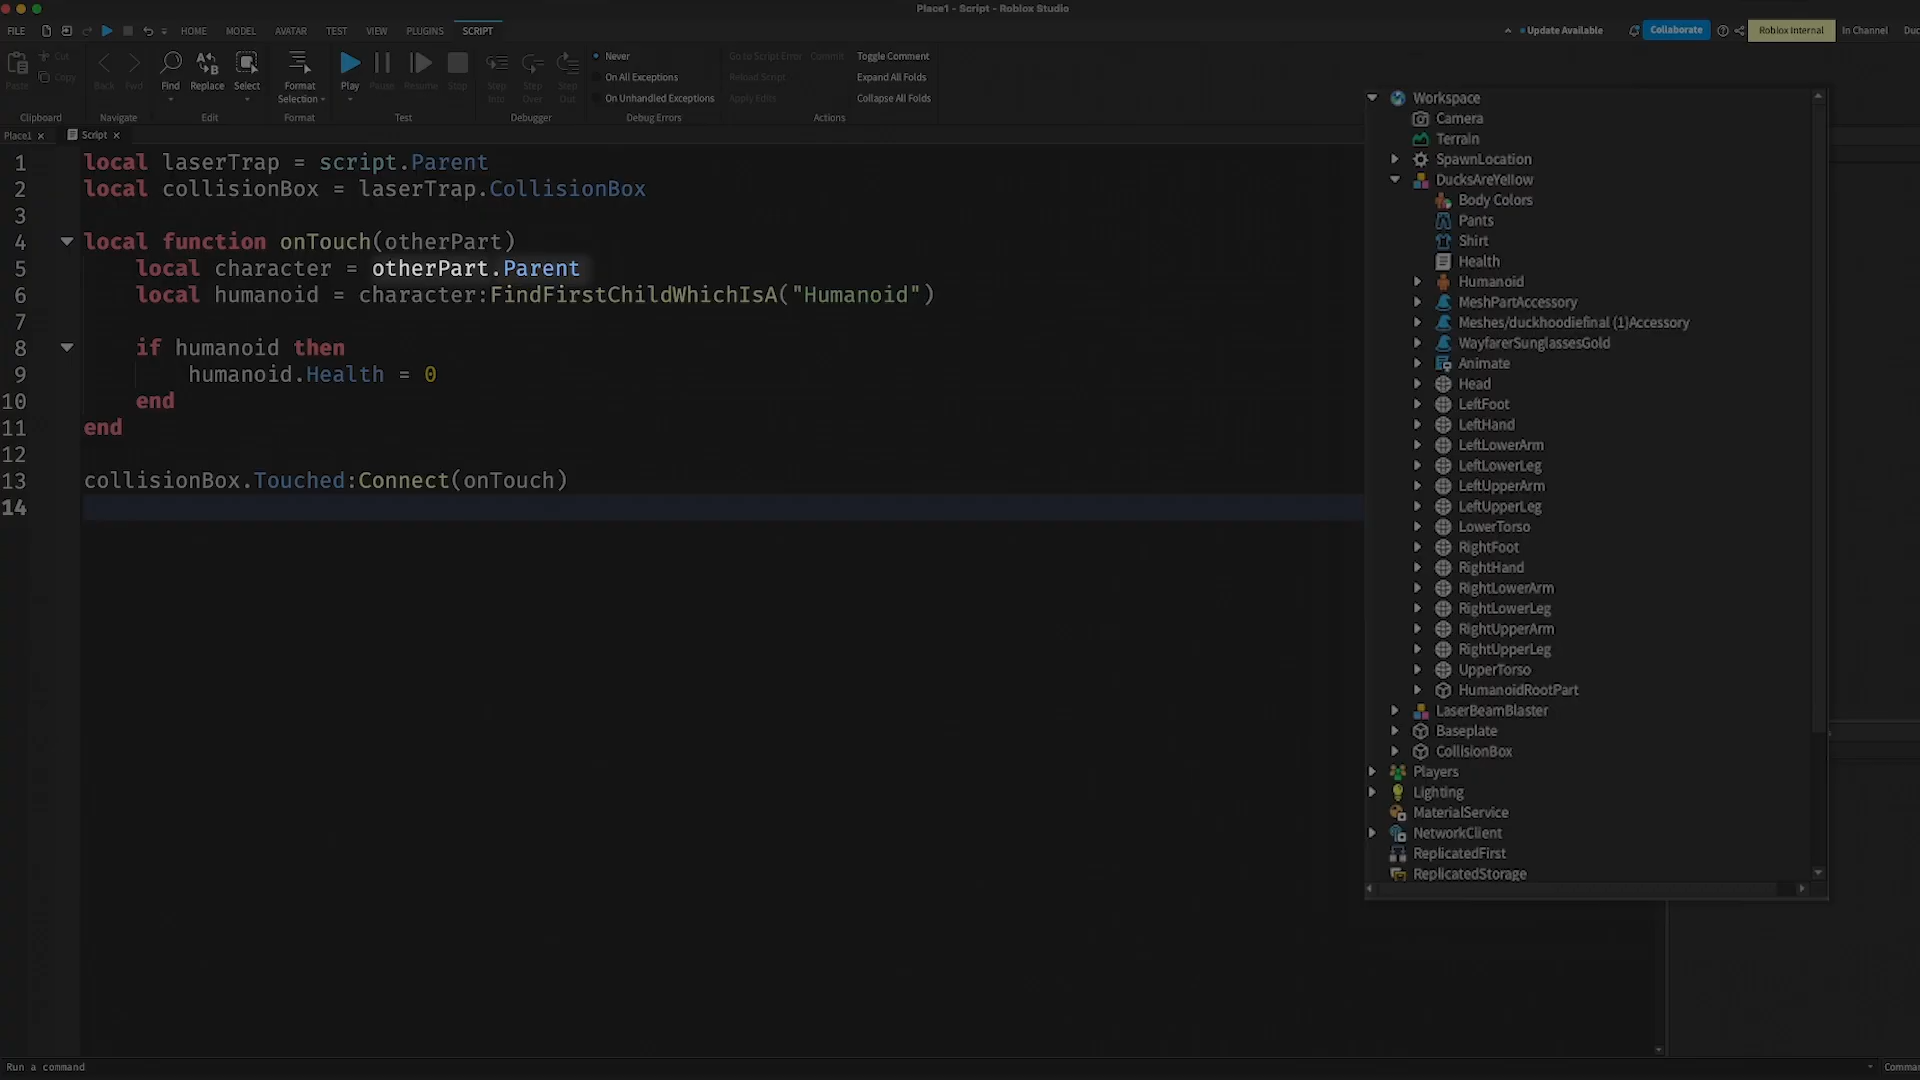 Place1 - Script - Roblox Studio
FILE HOME MODEL AVATAR TEST VIEW PLUGINS SCRIPT Update Available Collaborate Roblox Internal In Channel
Paste Cut Copy Back Fwd Find Replace Select Format Selection Play Pause Resume Stop Step Into Step Over Step Out
Never
On All Exceptions
On Unhandled Exceptions
Go to Script Error Commit Toggle Comment
Reload Script Expand All Folds
Apply Edits Collapse All Folds
Clipboard Navigate Edit Format Test Debugger Debug Errors Actions
Place1 × Script ×
1 local laserTrap = script.Parent
2 local collisionBox = laserTrap.CollisionBox
3
4 local function onTouch(otherPart)
5 local character = otherPart.Parent
6 local humanoid = character:FindFirstChildWhichIsA("Humanoid")
7
8 if humanoid then
9 humanoid.Health = 0
10 end
11 end
12
13 collisionBox.Touched:Connect(onTouch)
14
Workspace
Camera
Terrain
SpawnLocation
DucksAreYellow
Body Colors
Pants
Shirt
Health
Humanoid
MeshPartAccessory
Meshes/duckhoodiefinal (1)Accessory
WayfarerSunglassesGold
Animate
Head
LeftFoot
LeftHand
LeftLowerArm
LeftLowerLeg
LeftUpperArm
LeftUpperLeg
LowerTorso
RightFoot
RightHand
RightLowerArm
RightLowerLeg
RightUpperArm
RightUpperLeg
UpperTorso
HumanoidRootPart
LaserBeamBlaster
Baseplate
CollisionBox
Players
Lighting
MaterialService
NetworkClient
ReplicatedFirst
ReplicatedStorage
Run a command